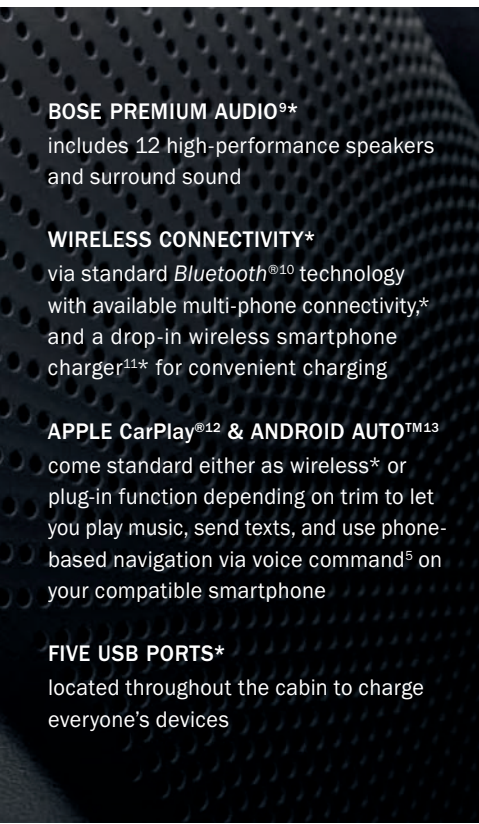 BOSE PREMIUM AUDIO⁹*
includes 12 high-performance speakers
and surround sound
WIRELESS CONNECTIVITY*
via standard Bluetooth®¹⁰ technology
with available multi-phone connectivity,*
and a drop-in wireless smartphone
charger¹¹* for convenient charging
APPLE CarPlay®¹² & ANDROID AUTO™¹³
come standard either as wireless* or
plug-in function depending on trim to let
you play music, send texts, and use phone-
based navigation via voice command⁵ on
your compatible smartphone
FIVE USB PORTS*
located throughout the cabin to charge
everyone’s devices